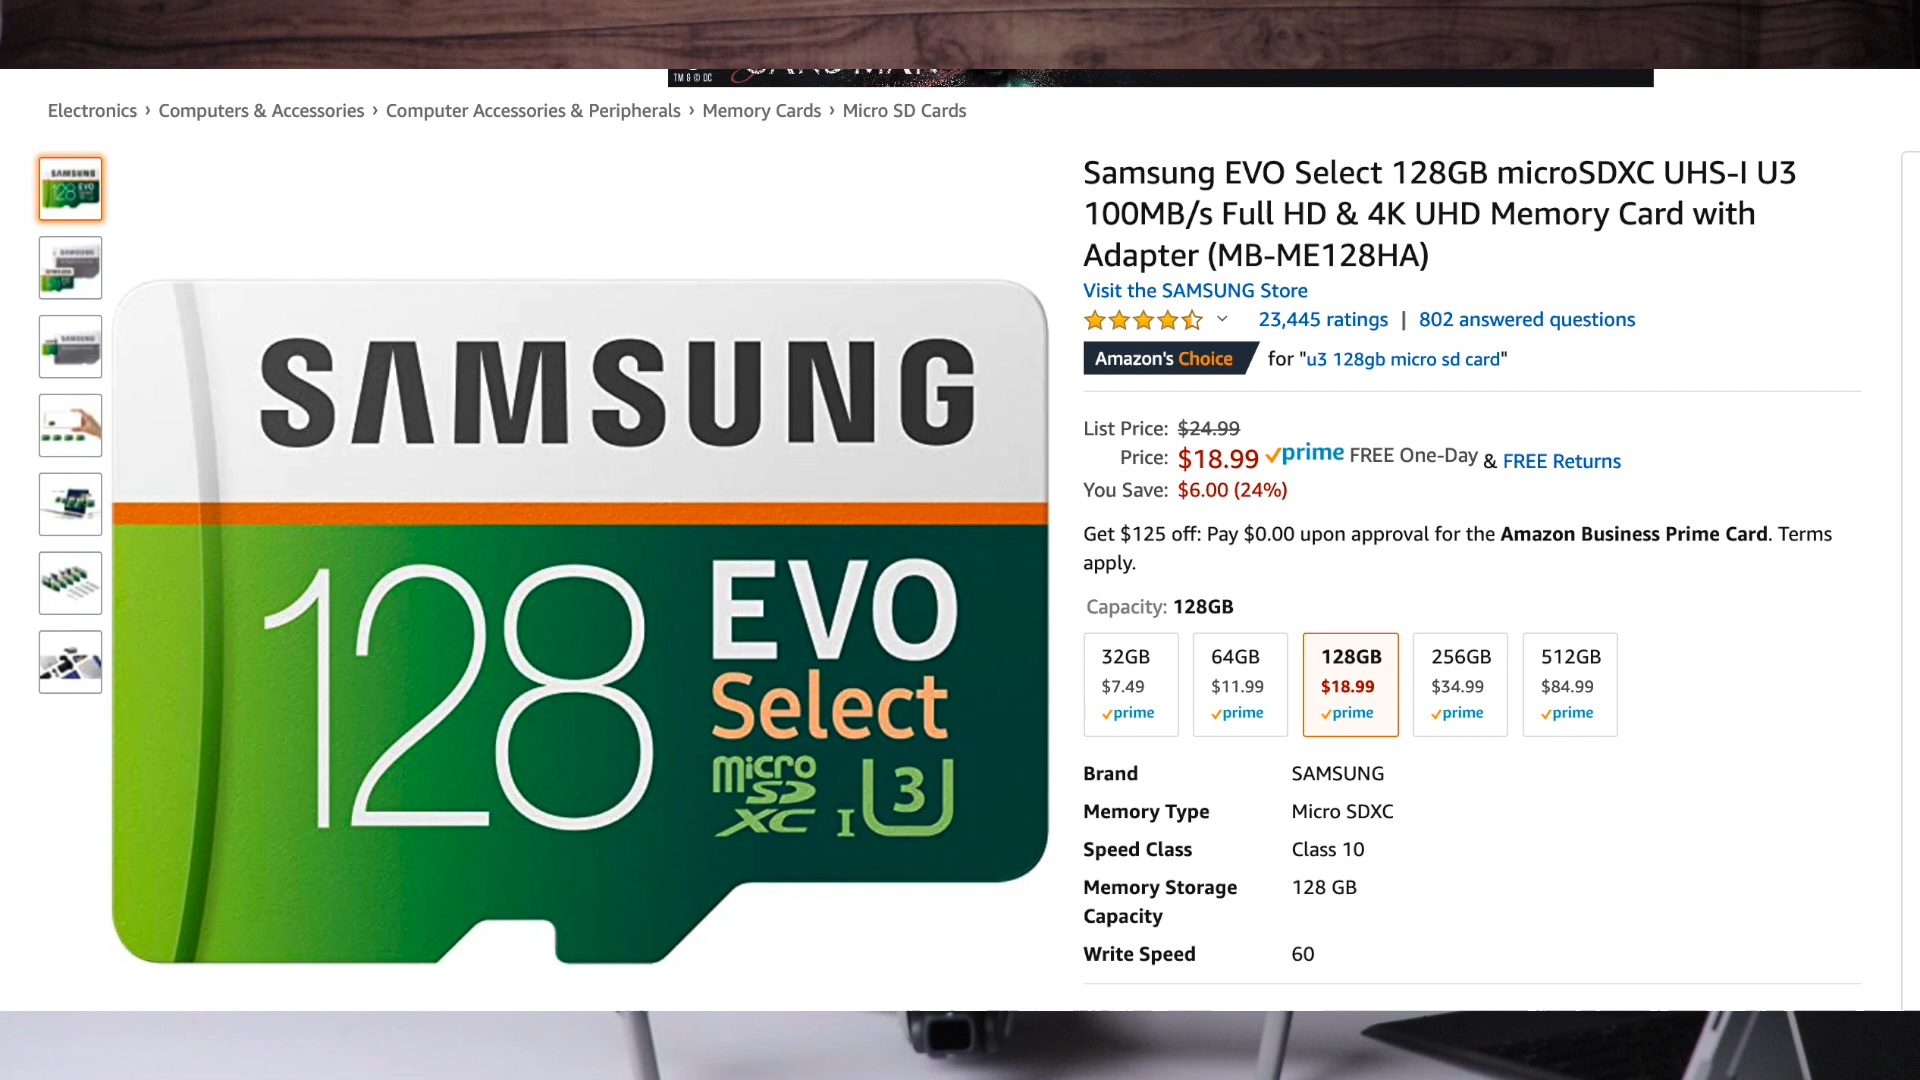 TM & © DC
Electronics › Computers & Accessories › Computer Accessories & Peripherals › Memory Cards › Micro SD Cards
Samsung EVO Select 128GB microSDXC UHS-I U3
100MB/s Full HD & 4K UHD Memory Card with
Adapter (MB-ME128HA)
Visit the SAMSUNG Store
23,445 ratings | 802 answered questions
Amazon's Choice for "u3 128gb micro sd card"
List Price: $24.99
Price: $18.99 prime FREE One-Day & FREE Returns
You Save: $6.00 (24%)
Get $125 off: Pay $0.00 upon approval for the Amazon Business Prime Card. Terms
apply.
Capacity: 128GB
32GB 64GB 128GB 256GB 512GB
$7.49 $11.99 $18.99 $34.99 $84.99
prime prime prime prime prime
Brand SAMSUNG
Memory Type Micro SDXC
Speed Class Class 10
Memory Storage 128 GB
Capacity
Write Speed 60
SAMSUNG
128 EVO
Select
micro
SD
XC I U3